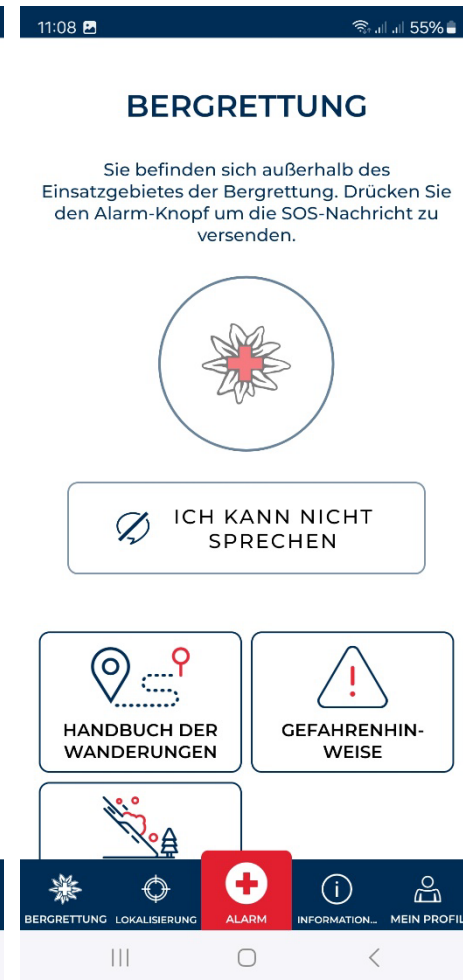 11:08
55%
BERGRETTUNG
Sie befinden sich außerhalb des
Einsatzgebietes der Bergrettung. Drücken Sie
den Alarm-Knopf um die SOS-Nachricht zu
versenden.
ICH KANN NICHT
SPRECHEN
HANDBUCH DER
WANDERUNGEN
GEFAHRENHIN-
WEISE
BERGRETTUNG
LOKALISIERUNG
ALARM
INFORMATION...
MEIN PROFIL